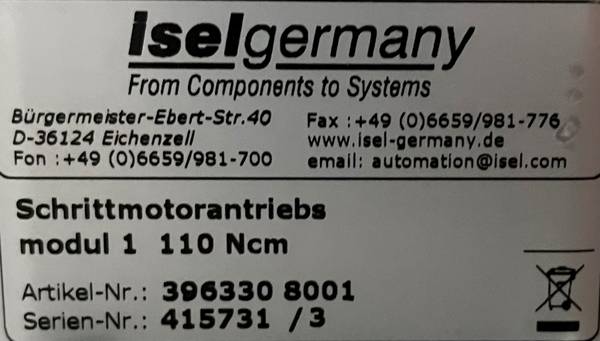 iselgermany
From Components to Systems
Bürgermeister-Ebert-Str.40 Fax :+49 (0)6659/981-776
D-36124 Eichenzell www.isel-germany.de
Fon :+49 (0)6659/981-700 email: automation@isel.com
Schrittmotorantriebs
modul 1 110 Ncm
Artikel-Nr.: 396330 8001
Serien-Nr.: 415731 /3